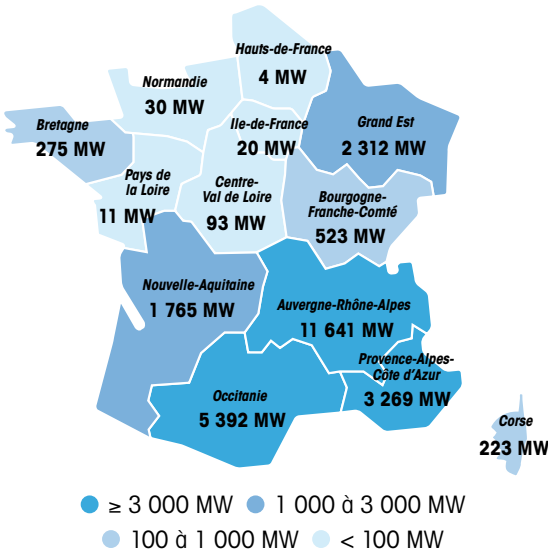 Hauts-de-France
4 MW
Normandie
30 MW
Bretagne
275 MW
Ile-de-France
20 MW
Grand Est
2 312 MW
Pays de
la Loire
11 MW
Centre-
Val de Loire
93 MW
Bourgogne-
Franche-Comté
523 MW
Nouvelle-Aquitaine
1 765 MW
Auvergne-Rhône-Alpes
11 641 MW
Provence-Alpes-
Côte d'Azur
3 269 MW
Occitanie
5 392 MW
Corse
223 MW
≥ 3 000 MW
1 000 à 3 000 MW
100 à 1 000 MW
< 100 MW